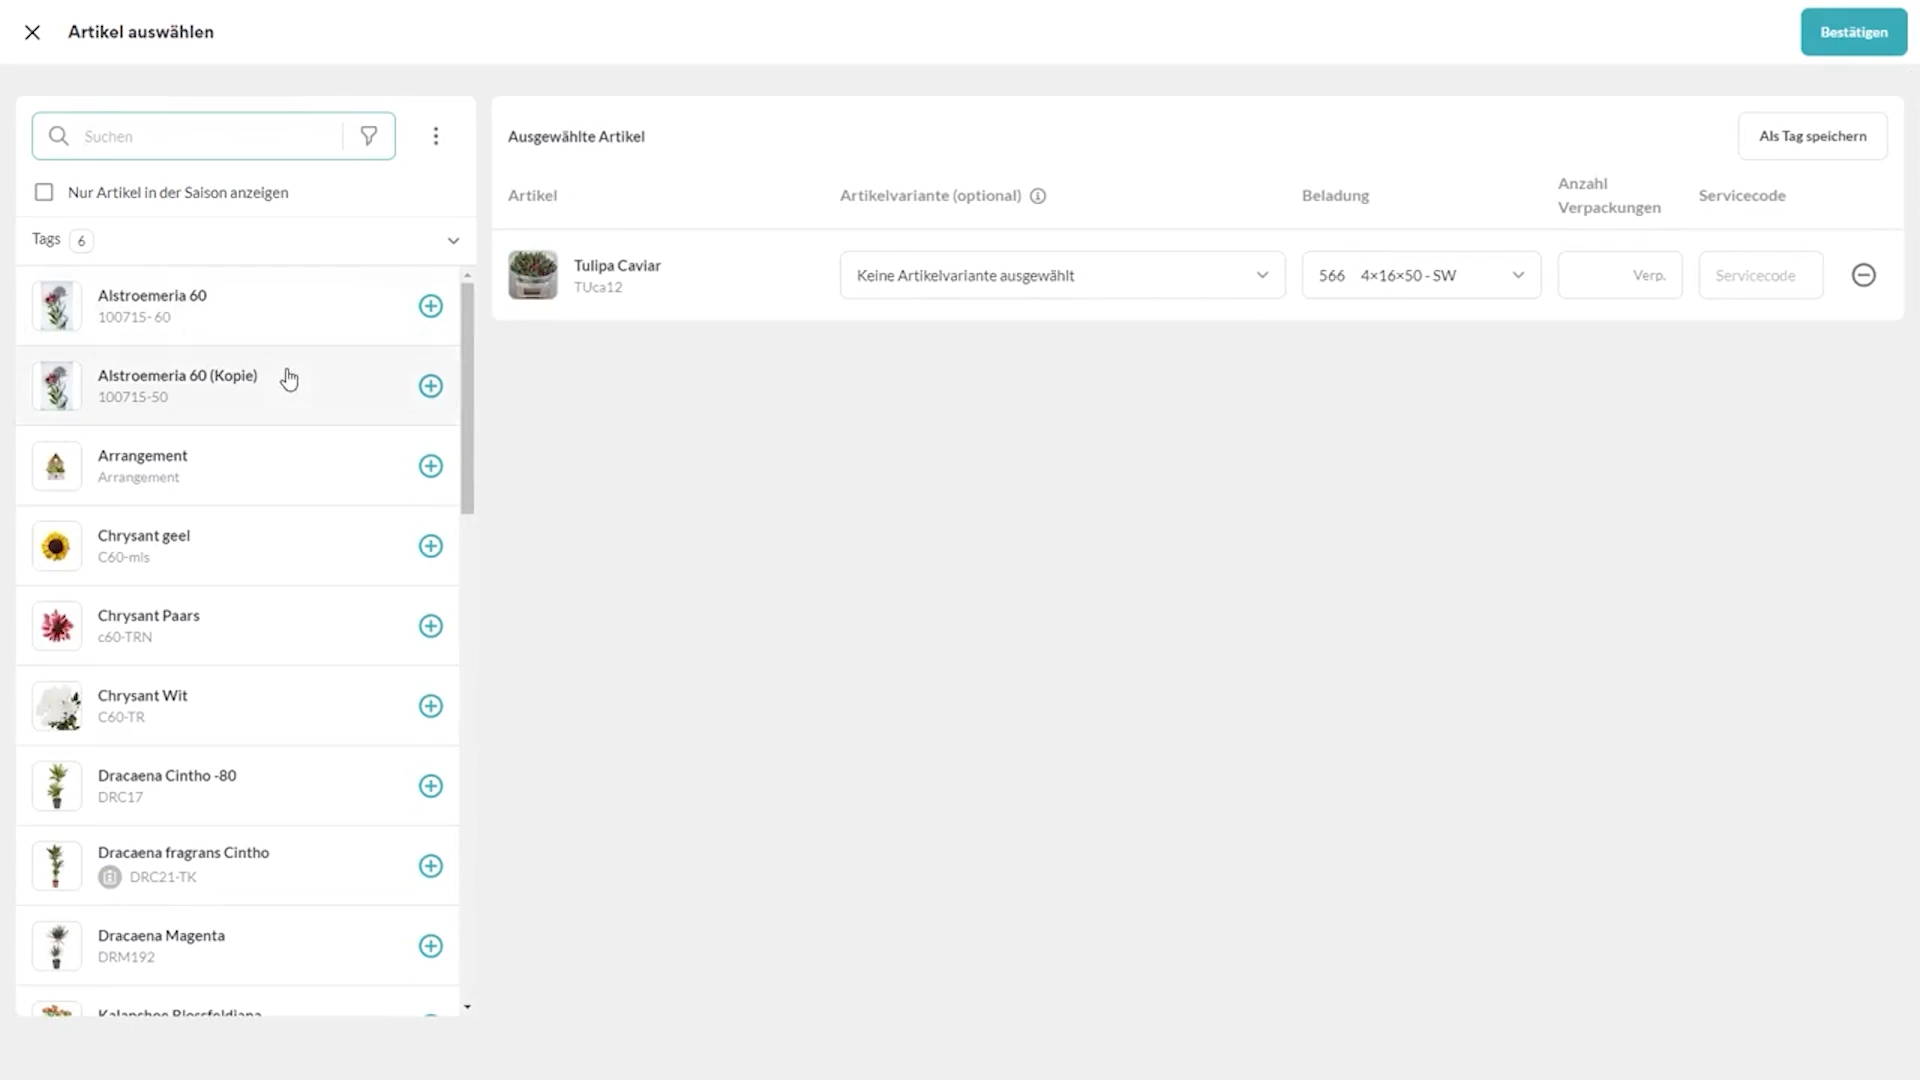 Artikel auswählen
Bestätigen
Suchen
Nur Artikel in der Saison anzeigen
Tags 6
Alstroemeria 60
100715- 60
Alstroemeria 60 (Kopie)
100715-50
Arrangement
Arrangement
Chrysant geel
C60-mls
Chrysant Paars
c60-TRN
Chrysant Wit
C60-TR
Dracaena Cintho -80
DRC17
Dracaena fragrans Cintho
DRC21-TK
Dracaena Magenta
DRM192
Kalanchoe Blossfeldiana
Ausgewählte Artikel
Als Tag speichern
Artikel
Artikelvariante (optional)
Beladung
Anzahl
Verpackungen
Servicecode
Tulipa Caviar
TUca12
Keine Artikelvariante ausgewählt
566 4×16×50 - SW
Verp.
Servicecode